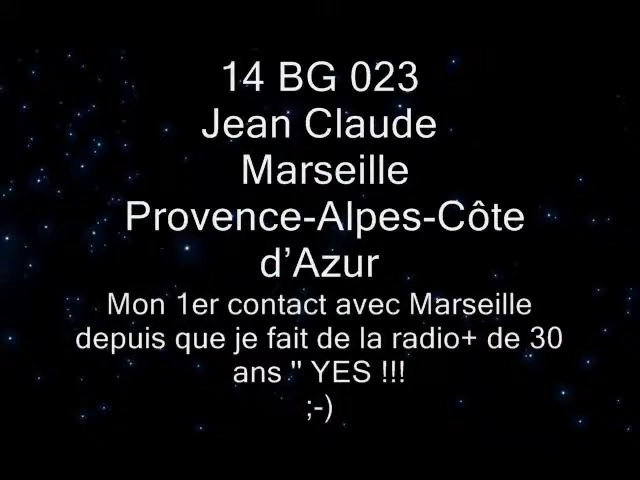 14 BG 023
Jean Claude
Marseille
Provence-Alpes-Côte
d’Azur
Mon 1er contact avec Marseille
depuis que je fait de la radio+ de 30
ans " YES !!!
;-)